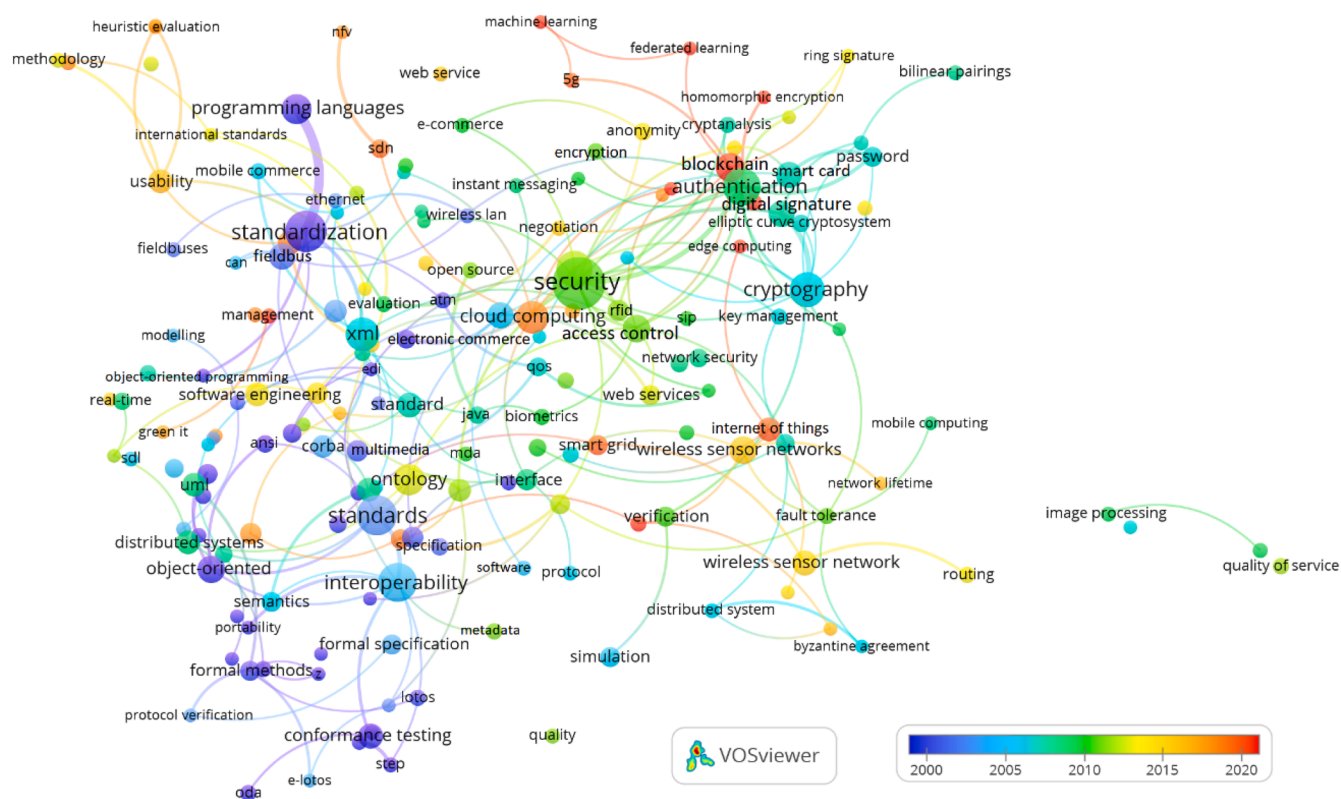 machine learning
heuristic evaluation
nfv
federated learning
ring signature
methodology
web service
5g
bilinear pairings
homomorphic encryption
programming languages
e-commerce
anonymity
cryptanalysis
international standards
sdn
encryption
password
blockchain
mobile commerce
smart card
usability
instant messaging
authentication
ethernet
digital signature
wireless lan
elliptic curve cryptosystem
negotiation
standardization
fieldbuses
edge computing
can
fieldbus
open source
security
cryptography
evaluation
atm
management
cloud computing
rfid
sip
key management
modelling
xml
electronic commerce
access control
network security
edi
qos
object-oriented programming
software engineering
web services
real-time
standard
java
biometrics
mobile computing
green it
internet of things
ansi
corba
multimedia
mda
smart grid
wireless sensor networks
sdl
ontology
interface
network lifetime
uml
standards
verification
fault tolerance
image processing
distributed systems
specification
wireless sensor network
quality of service
object-oriented
software
protocol
routing
interoperability
semantics
distributed system
portability
metadata
formal specification
byzantine agreement
simulation
formal methods
z
lotos
protocol verification
conformance testing
quality
step
e-lotos
oda
VOSviewer
2000 2005 2010 2015 2020